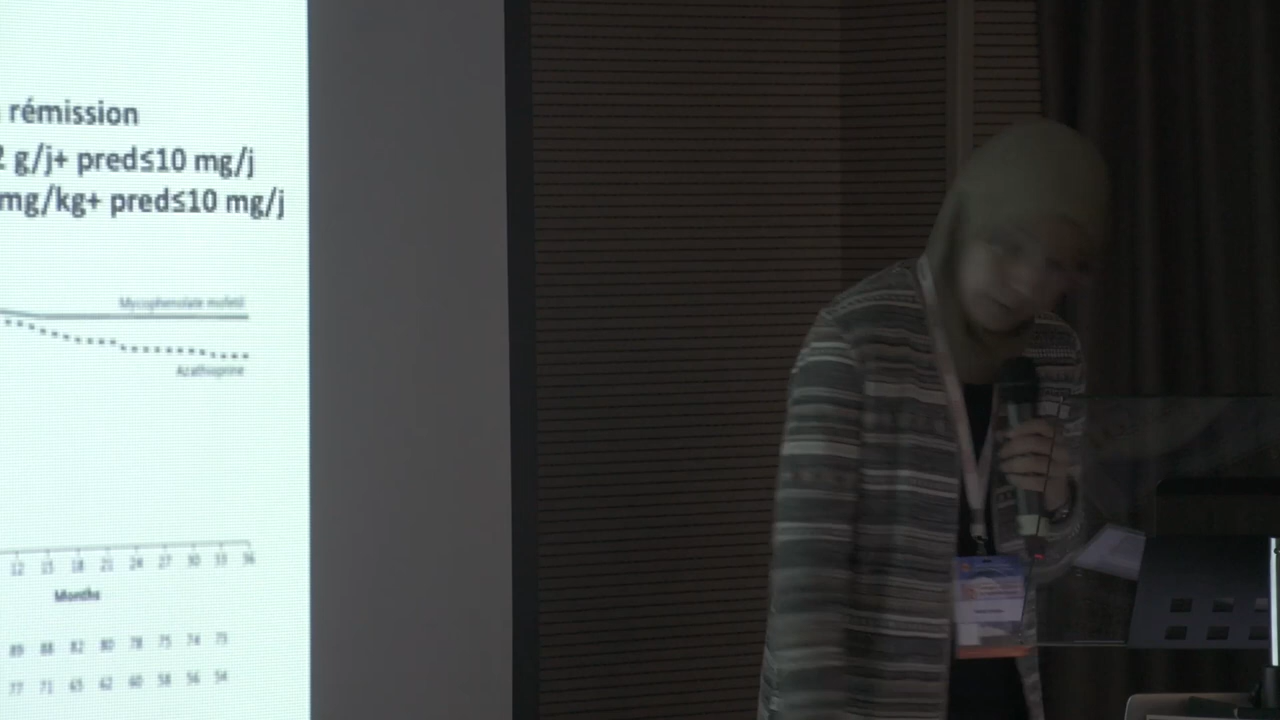 rémission
2 g/j+ pred≤10 mg/j
mg/kg+ pred≤10 mg/j
Mycophenolate mofetil
Azathioprine
12 15 18 21 24 27 30 33 36
Months
89 88 82 80 78 75 74 73
77 71 65 62 60 58 56 54